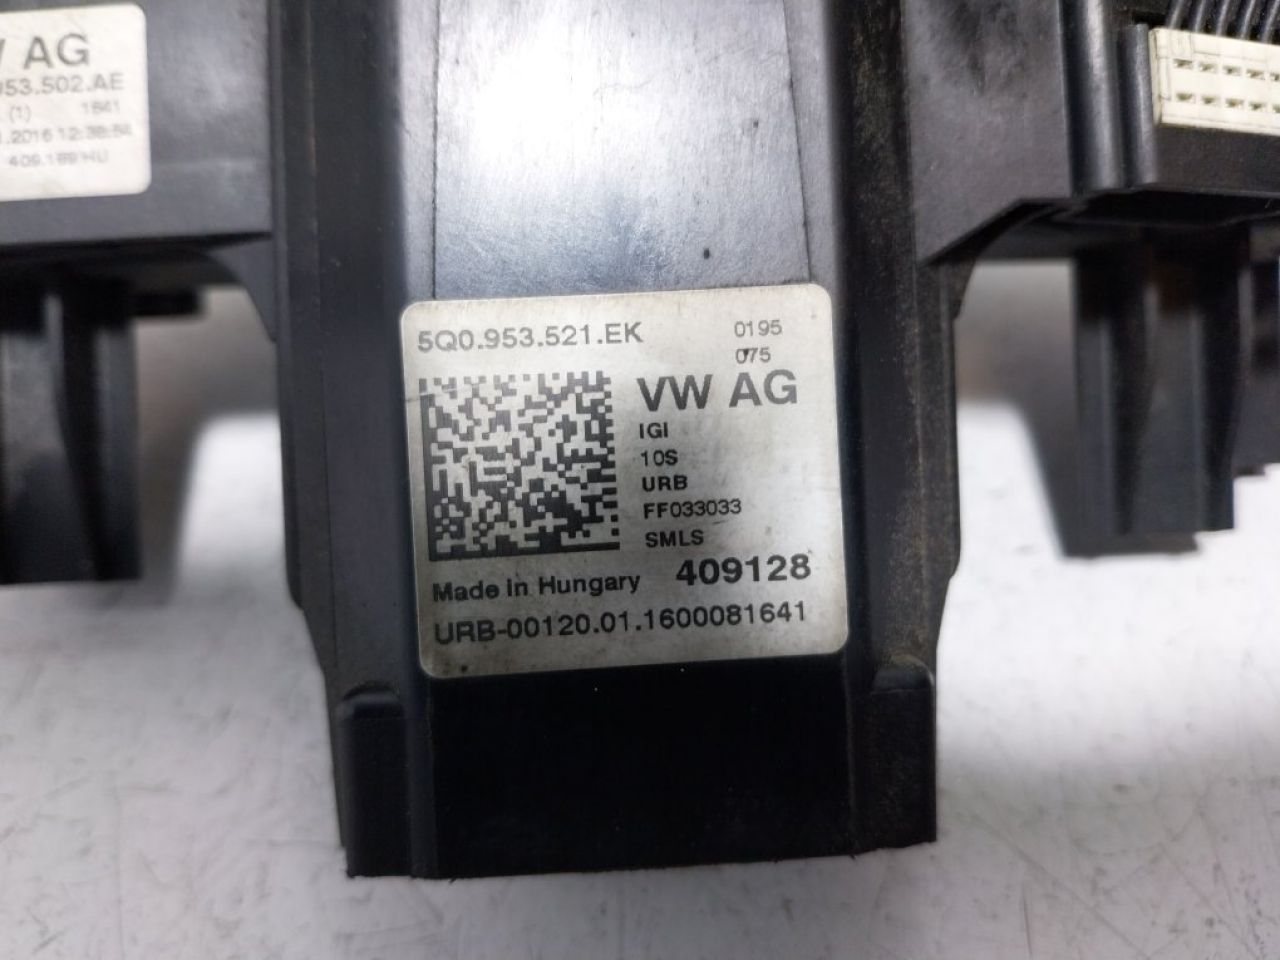 AG
953.502.AE
(1) 1641
.2016 12:38:54
5Q0.953.521.EK 0195
075
VW AG
IGI
10S
URB
FF033033
SMLS
Made in Hungary 409128
URB-00120.01.1600081641